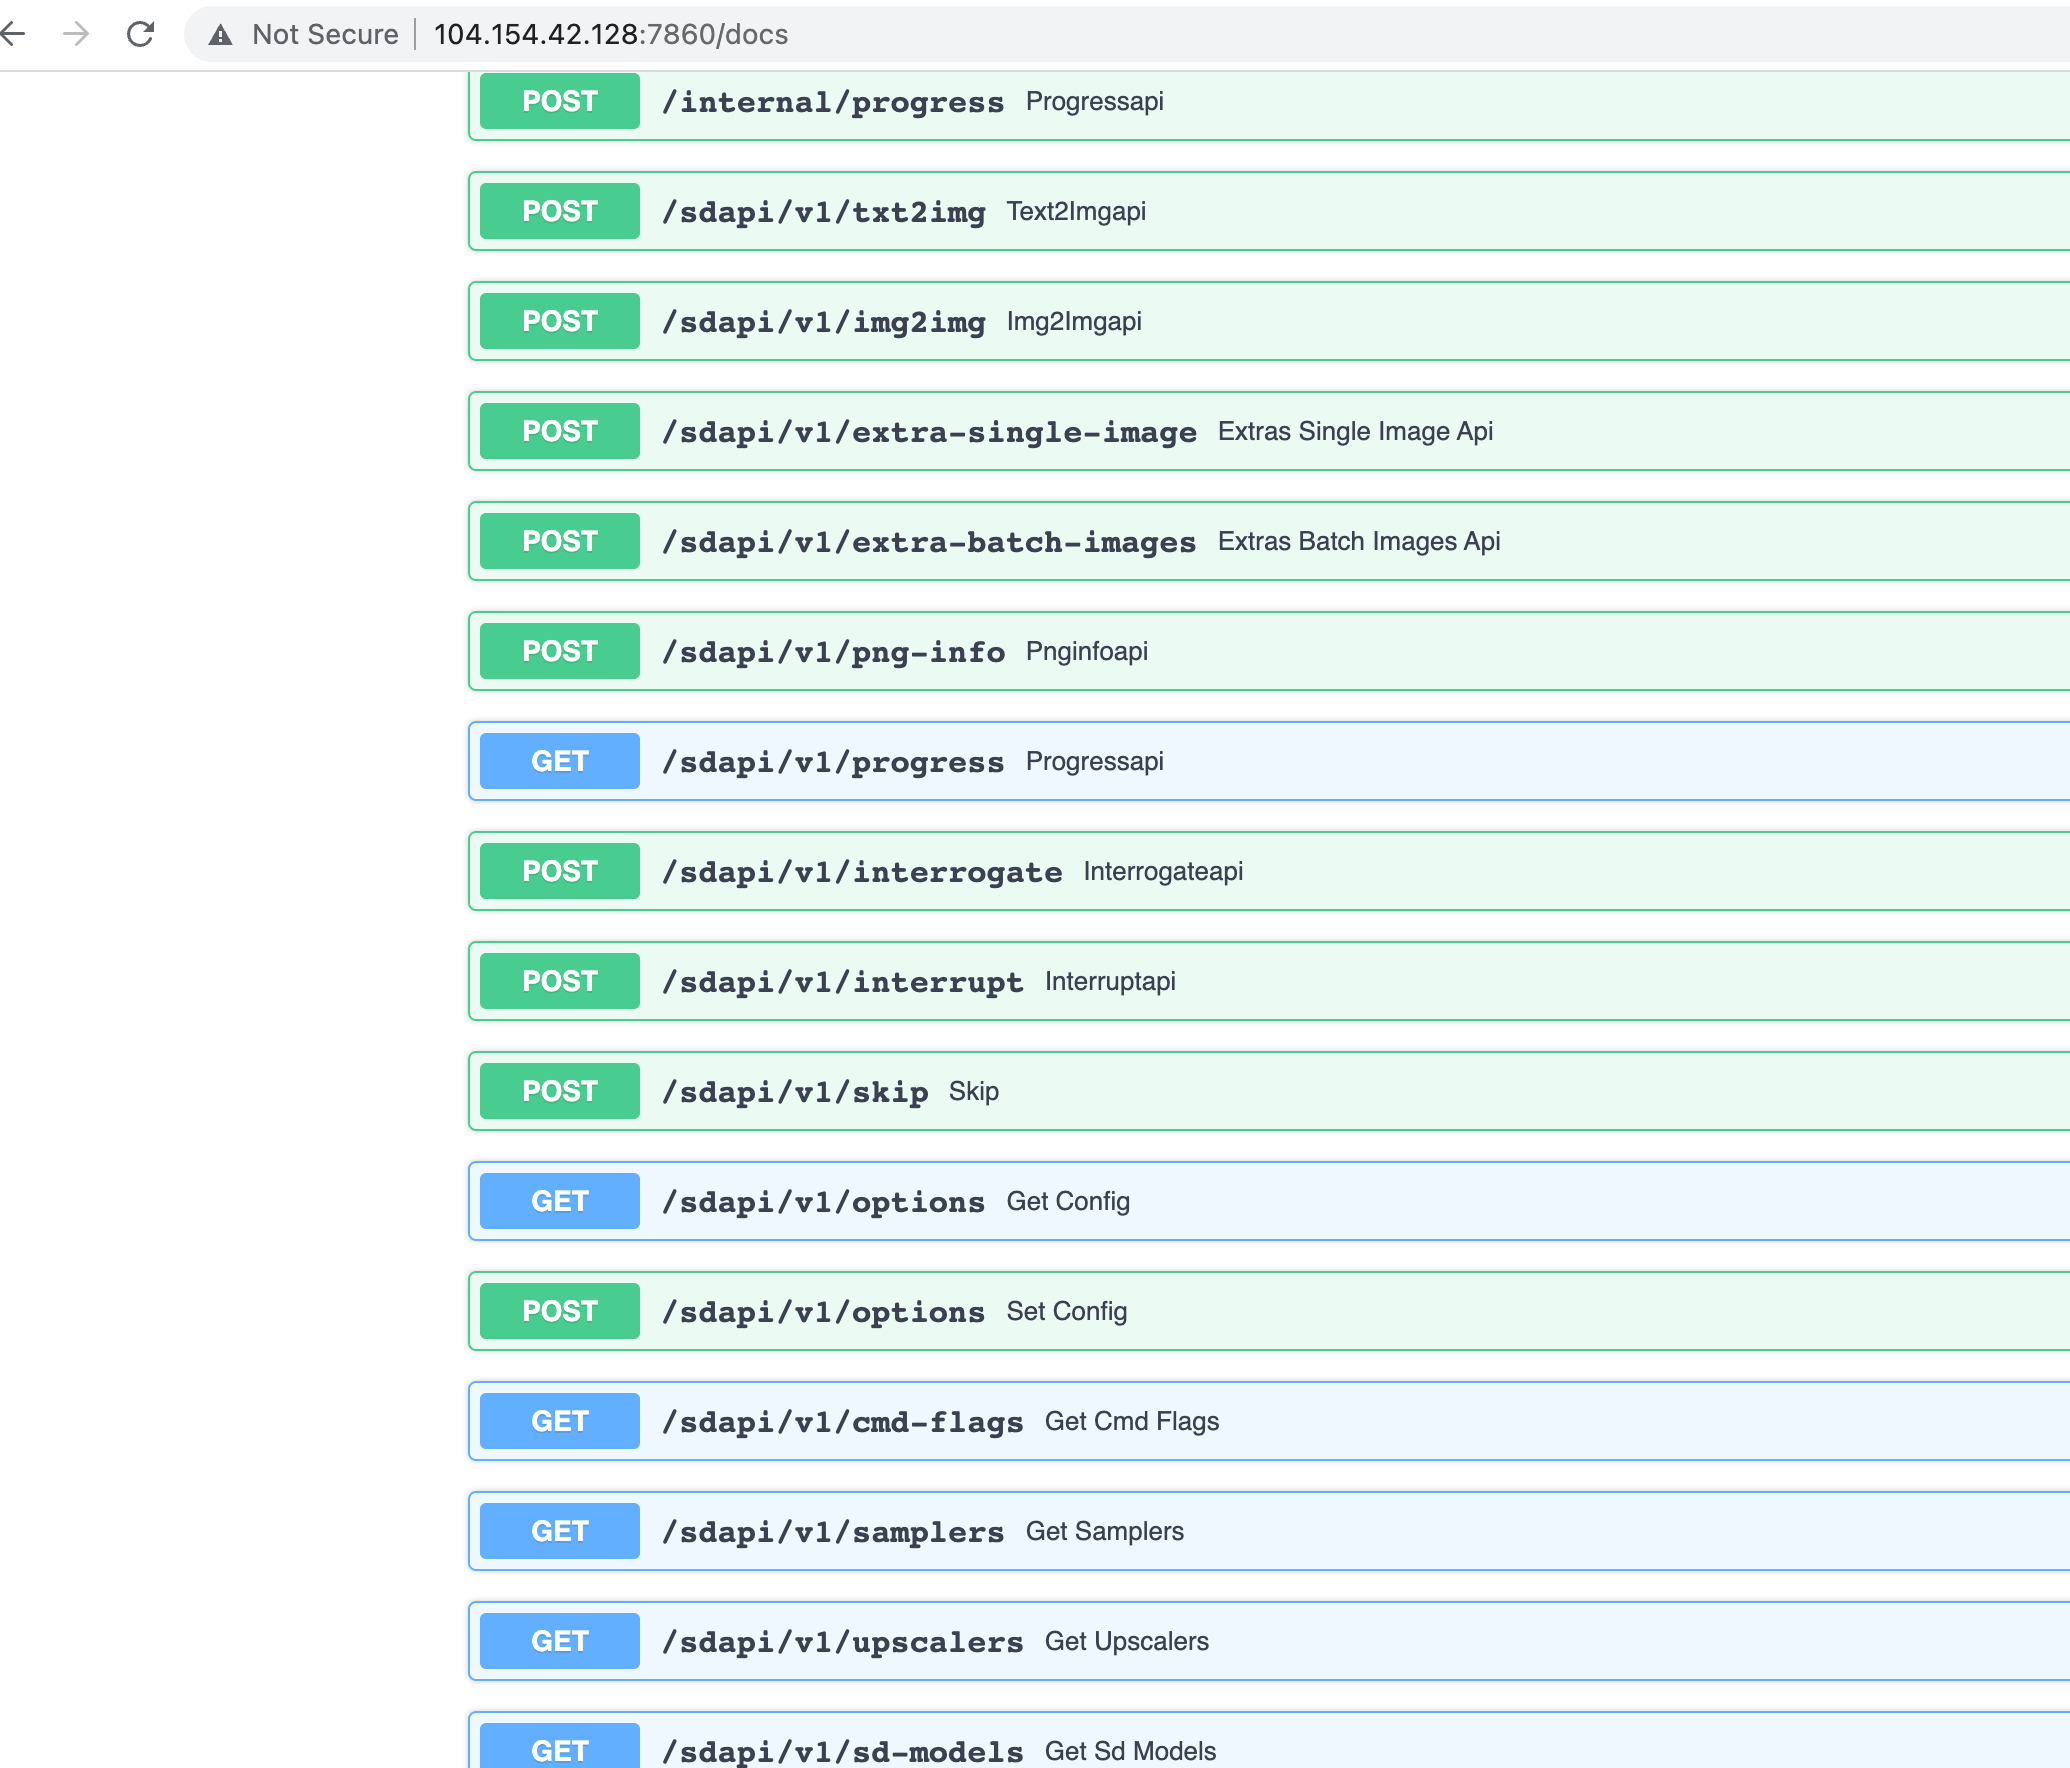 Not Secure 104.154.42.128:7860/docs
POST /internal/progress Progressapi
POST /sdapi/v1/txt2img Text2Imgapi
POST /sdapi/v1/img2img Img2Imgapi
POST /sdapi/v1/extra-single-image Extras Single Image Api
POST /sdapi/v1/extra-batch-images Extras Batch Images Api
POST /sdapi/v1/png-info Pnginfoapi
GET /sdapi/v1/progress Progressapi
POST /sdapi/v1/interrogate Interrogateapi
POST /sdapi/v1/interrupt Interruptapi
POST /sdapi/v1/skip Skip
GET /sdapi/v1/options Get Config
POST /sdapi/v1/options Set Config
GET /sdapi/v1/cmd-flags Get Cmd Flags
GET /sdapi/v1/samplers Get Samplers
GET /sdapi/v1/upscalers Get Upscalers
GET /sdapi/v1/sd-models Get Sd Models